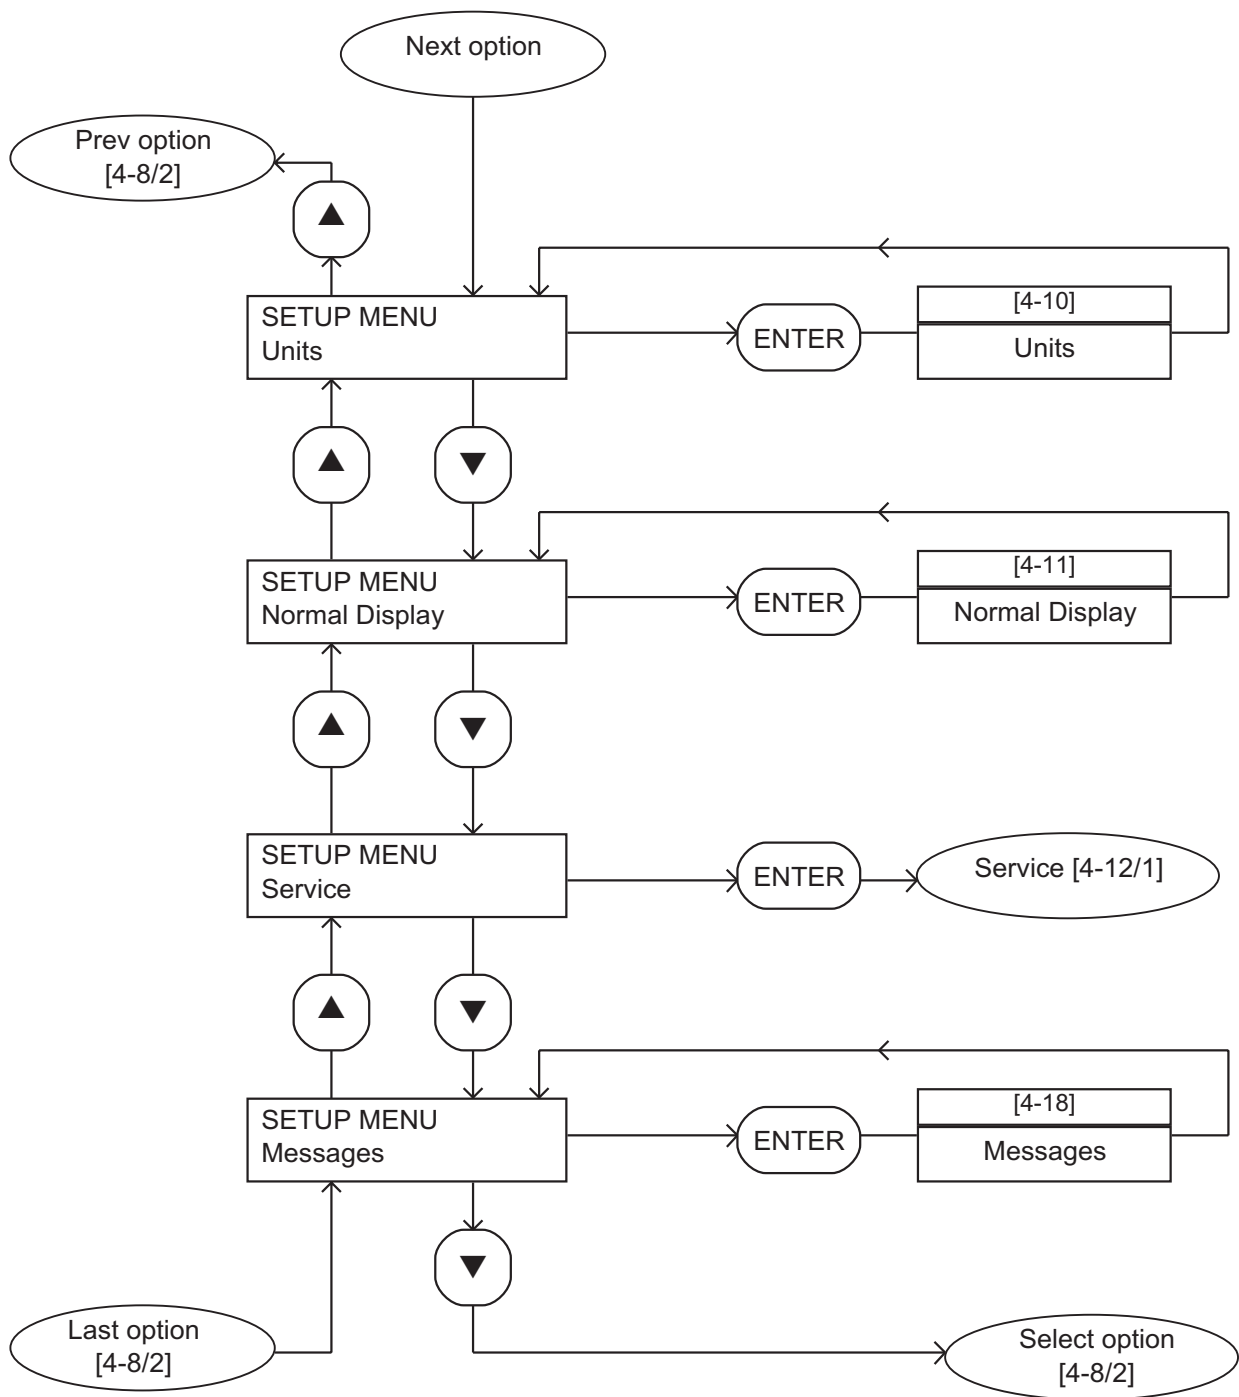 Next option
Prev option
[4-8/2]
▲
SETUP MENU
Units
ENTER
[4-10]
Units
▲
▼
SETUP MENU
Normal Display
ENTER
[4-11]
Normal Display
▲
▼
SETUP MENU
Service
ENTER
Service [4-12/1]
▲
▼
SETUP MENU
Messages
ENTER
[4-18]
Messages
▼
Last option
[4-8/2]
Select option
[4-8/2]